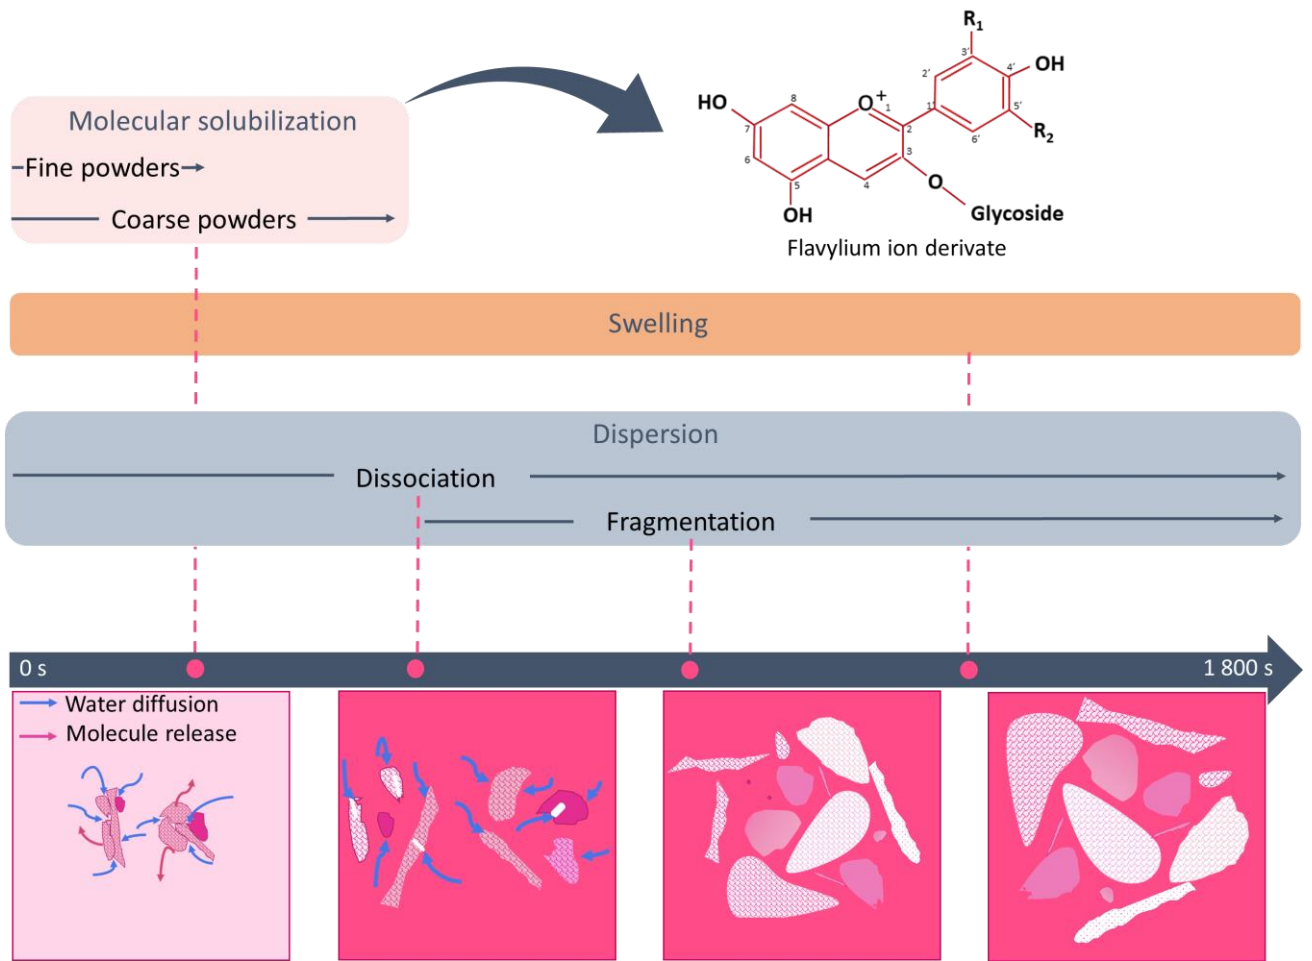 Molecular solubilization
Fine powders
Coarse powders
R1
3′
2′
4′
OH
HO
8
O+
1
1′
5′
7
2
R2
6
3
6′
5
4
O
OH
Glycoside
Flavylium ion derivate
Swelling
Dispersion
Dissociation
Fragmentation
0 s
1 800 s
Water diffusion
Molecule release